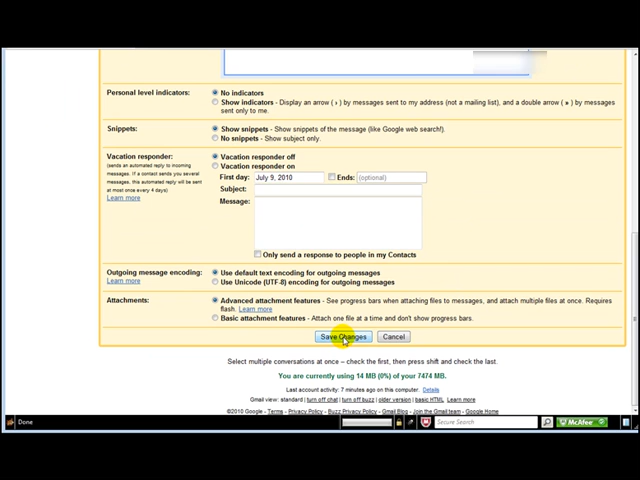 Personal level indicators: No indicators
Show indicators - Display an arrow ( › ) by messages sent to my address (not a mailing list), and a double arrow ( » ) by messages
sent only to me.
Snippets: Show snippets - Show snippets of the message (like Google web search!).
No snippets - Show subject only.
Vacation responder: Vacation responder off
(sends an automated reply to incoming Vacation responder on
messages. If a contact sends you several
messages, this automated reply will be First day: July 9, 2010 Ends: (optional)
sent at most once every 4 days) Subject:
Learn more Message:
Only send a response to people in my Contacts
Outgoing message encoding: Use default text encoding for outgoing messages
Learn more Use Unicode (UTF-8) encoding for outgoing messages
Attachments: Advanced attachment features - See progress bars when attaching files to messages, and attach multiple files at once. Requires
flash. Learn more
Basic attachment features - Attach one file at a time and don't show progress bars.
Save Changes Cancel
Select multiple conversations at once – check the first, then press shift and check the last.
You are currently using 14 MB (0%) of your 7474 MB.
Last account activity: 7 minutes ago on this computer. Details
Gmail view: standard | turn off chat | turn off buzz | older version | basic HTML Learn more
©2010 Google - Terms - Privacy Policy - Buzz Privacy Policy - Gmail Blog - Join the Gmail team - Google Home
Done Secure Search McAfee